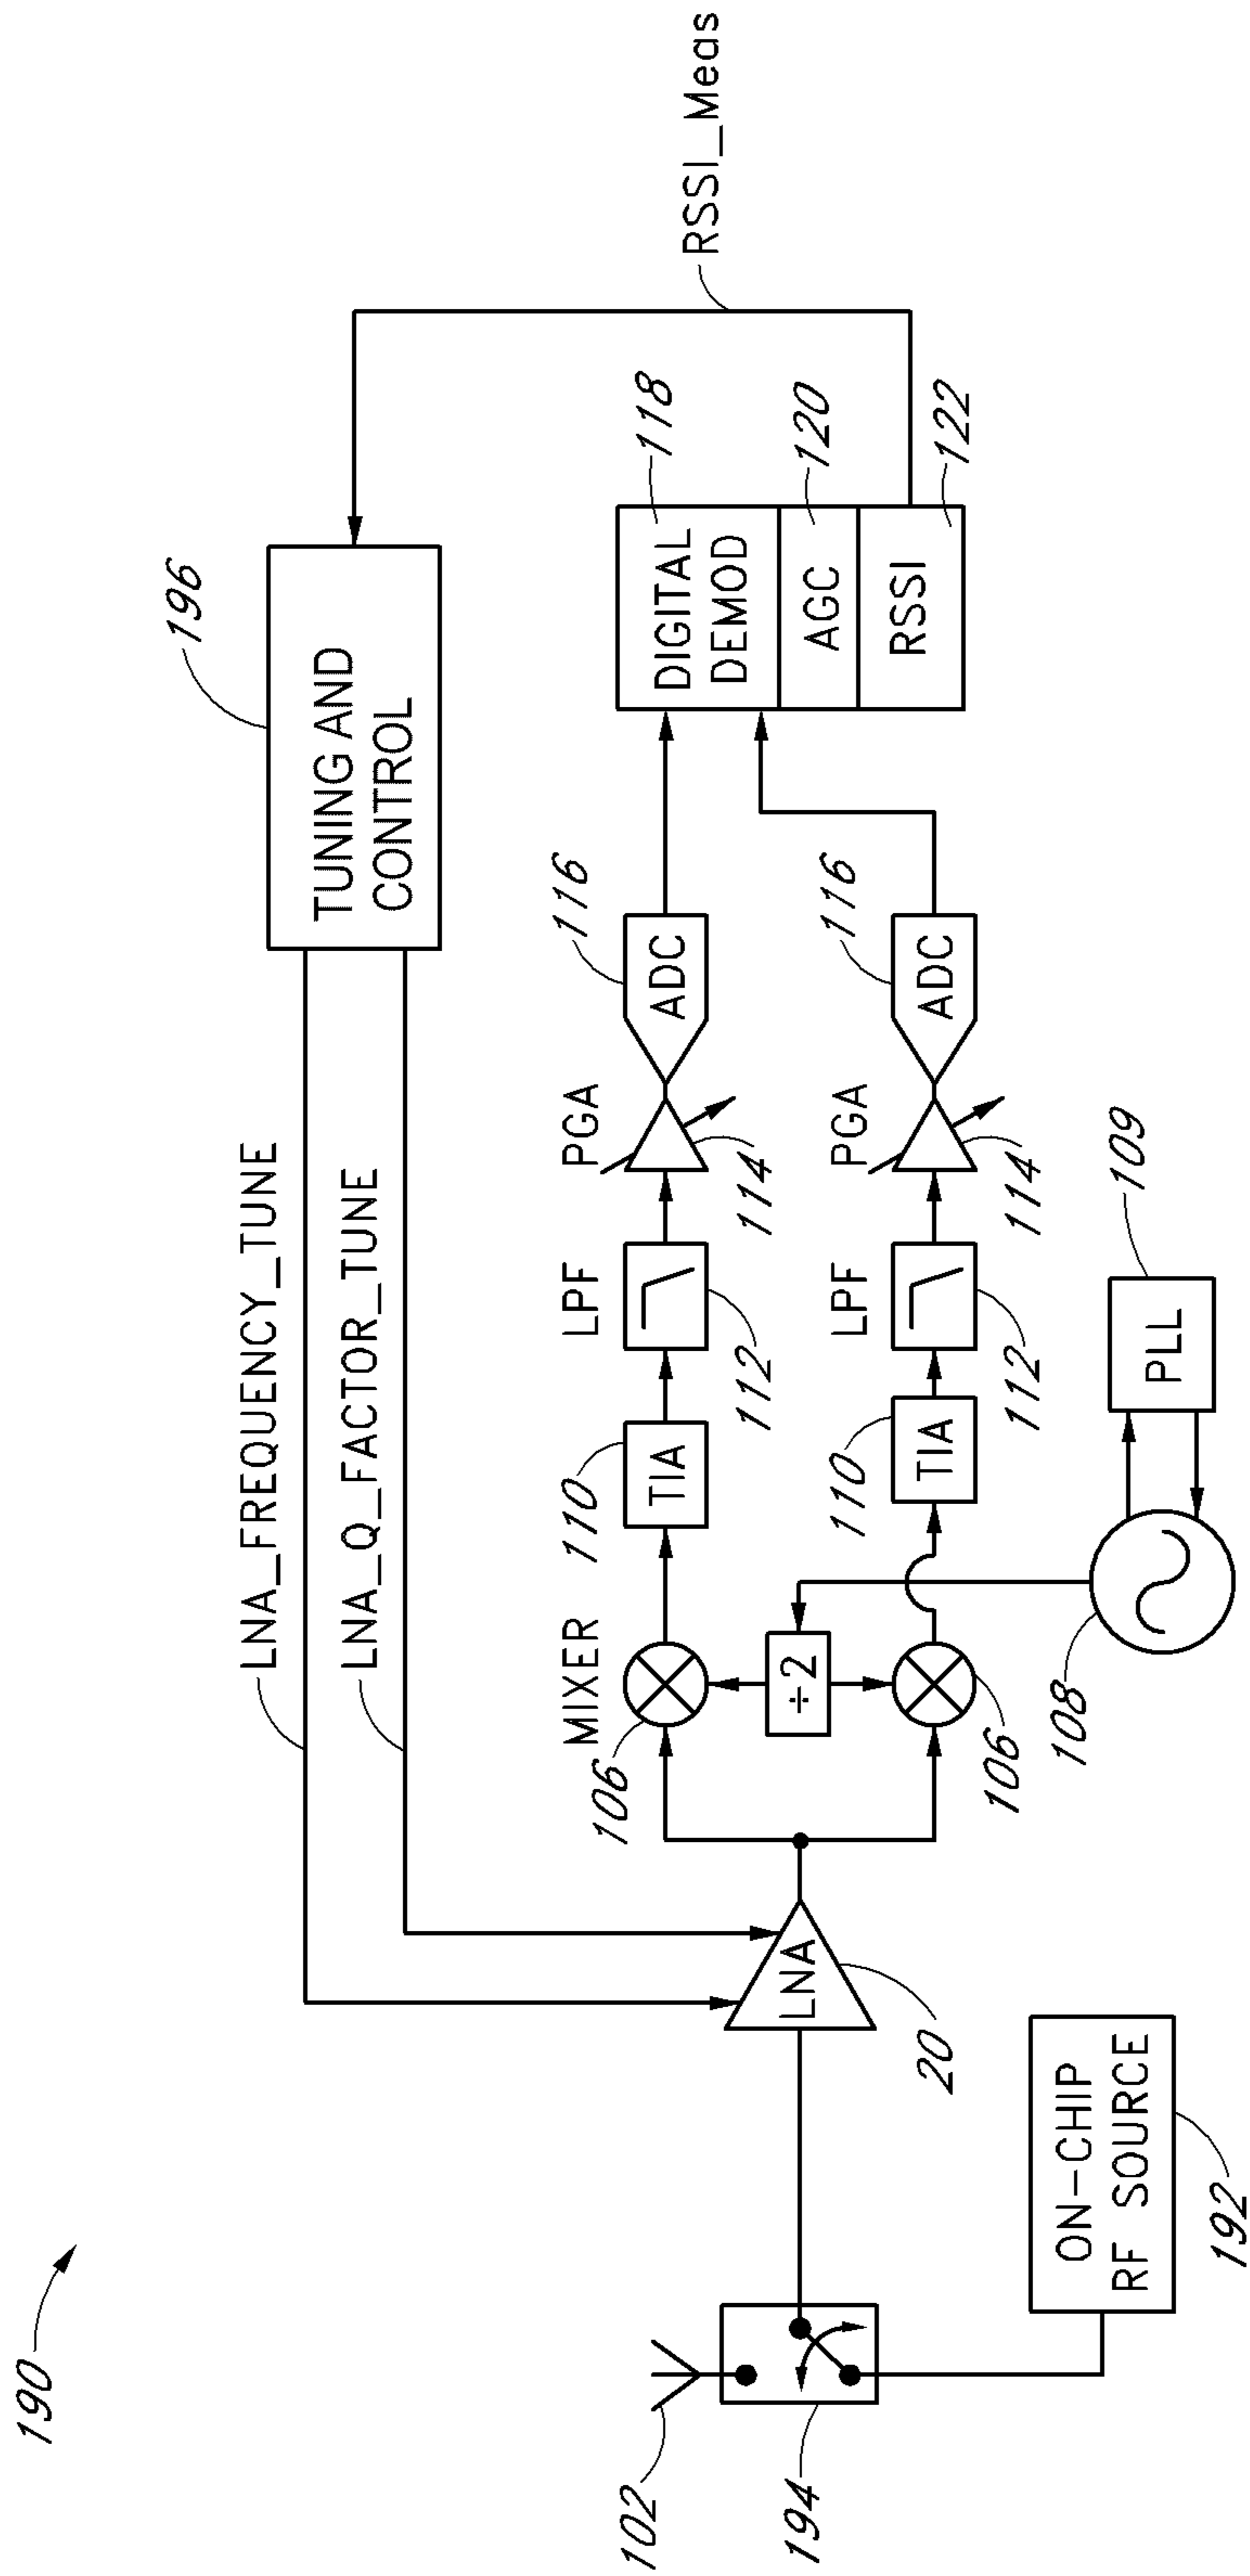 190
196
TUNING AND
CONTROL
LNA_FREQUENCY_TUNE
LNA_Q_FACTOR_TUNE
RSSI_Meas
102
194
ON-CHIP
RF SOURCE
192
LNA
20
MIXER
106
÷2
106
108
PLL
109
110
TIA
LPF
112
PGA
114
116
ADC
110
TIA
LPF
112
PGA
114
116
ADC
DIGITAL
DEMOD
118
AGC
120
RSSI
122